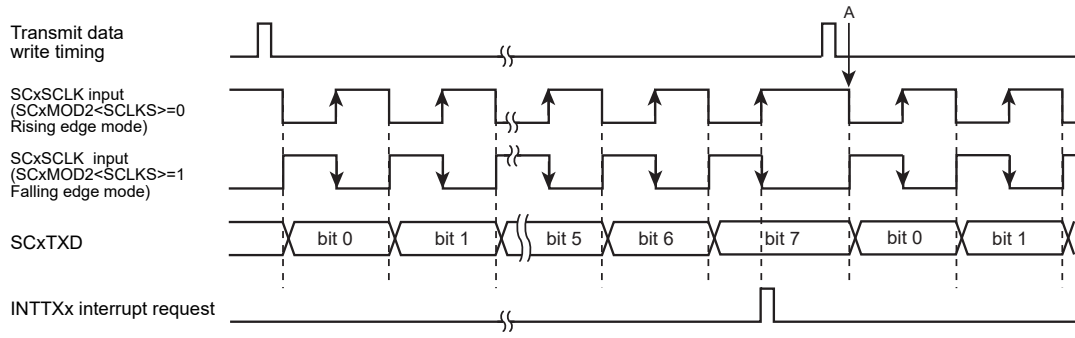 Transmit data
write timing
A
SCxSCLK input
(SCxMOD2<SCLKS>=0
Rising edge mode)
SCxSCLK input
(SCxMOD2<SCLKS>=1
Falling edge mode)
SCxTXD
bit 0
bit 1
bit 5
bit 6
bit 7
bit 0
bit 1
INTTXx interrupt request